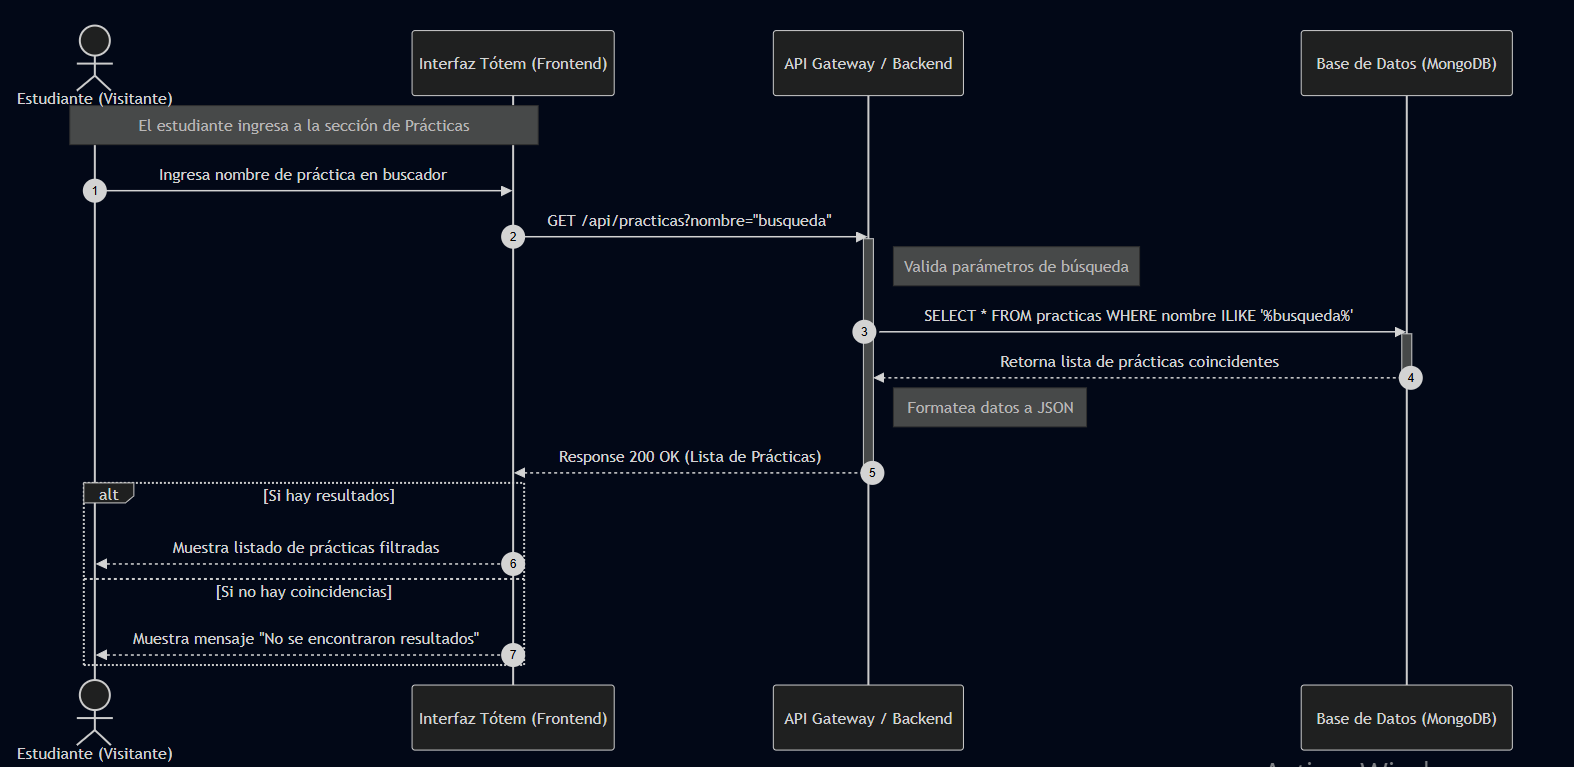 Estudiante (Visitante)
Interfaz Tótem (Frontend)
API Gateway / Backend
Base de Datos (MongoDB)
El estudiante ingresa a la sección de Prácticas
1
Ingresa nombre de práctica en buscador
2
GET /api/practicas?nombre="busqueda"
Valida parámetros de búsqueda
3
SELECT * FROM practicas WHERE nombre ILIKE '%busqueda%'
Retorna lista de prácticas coincidentes
4
Formatea datos a JSON
Response 200 OK (Lista de Prácticas)
5
alt
[Si hay resultados]
Muestra listado de prácticas filtradas
6
[Si no hay coincidencias]
Muestra mensaje "No se encontraron resultados"
7
Estudiante (Visitante)
Interfaz Tótem (Frontend)
API Gateway / Backend
Base de Datos (MongoDB)